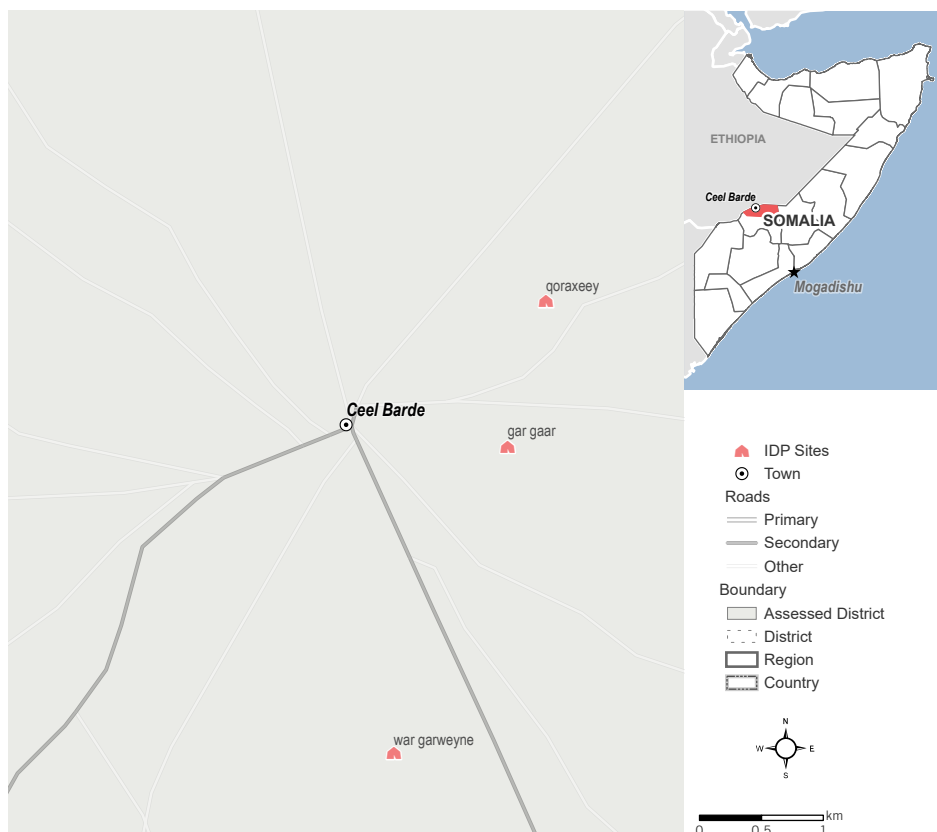 qoraxeey
Ceel Barde
gar gaar
war garweyne
ETHIOPIA
Ceel Barde
SOMALIA
Mogadishu
IDP Sites
Town
Roads
Primary
Secondary
Other
Boundary
Assessed District
District
Region
Country
N
W E
S
km
0 0.5 1